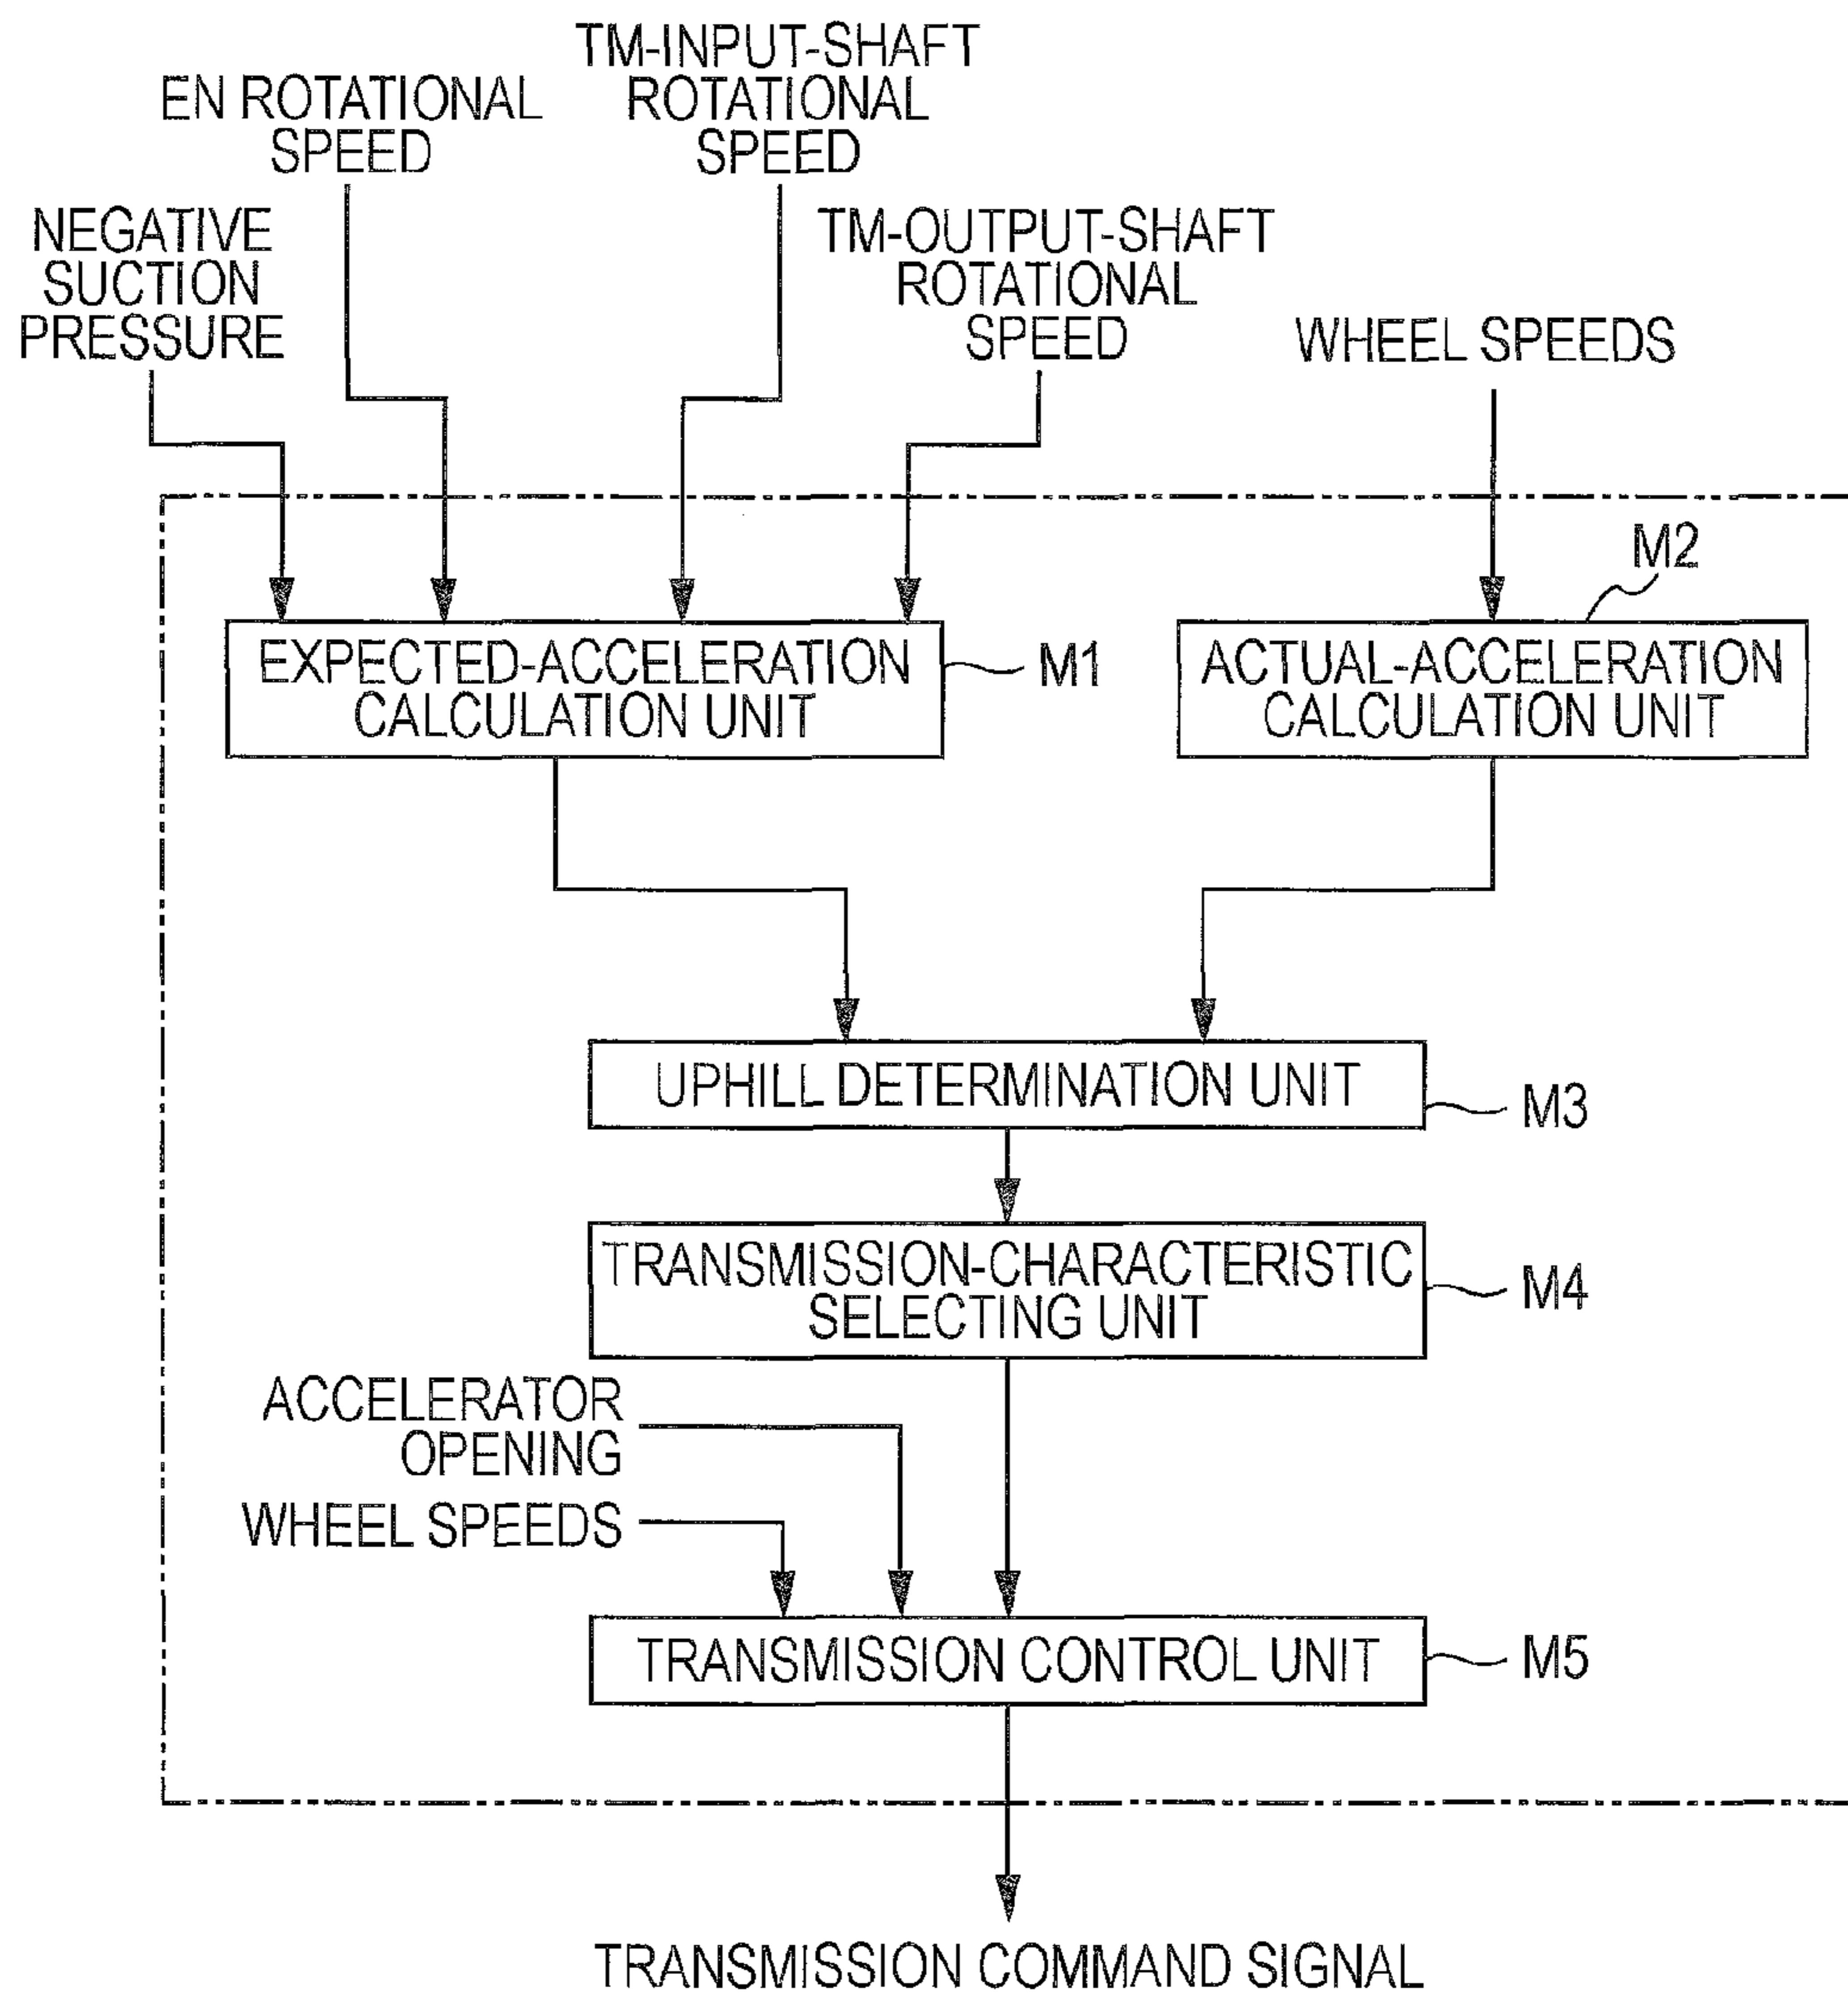 TM-INPUT-SHAFT
ROTATIONAL
SPEED
EN ROTATIONAL
SPEED
NEGATIVE
SUCTION
PRESSURE
TM-OUTPUT-SHAFT
ROTATIONAL
SPEED
WHEEL SPEEDS
M2
EXPECTED-ACCELERATION
CALCULATION UNIT
M1
ACTUAL-ACCELERATION
CALCULATION UNIT
UPHILL DETERMINATION UNIT
M3
TRANSMISSION-CHARACTERISTIC
SELECTING UNIT
M4
ACCELERATOR
OPENING
WHEEL SPEEDS
TRANSMISSION CONTROL UNIT
M5
TRANSMISSION COMMAND SIGNAL